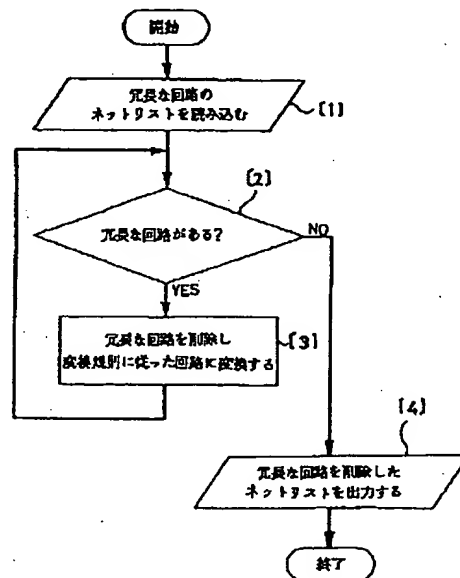 開始
冗長な回路の
ネットリストを読み込む
[1]
[2]
冗長な回路がある?
NO
YES
冗長な回路を削除し
変換規則に従った回路に変換する
[3]
[4]
冗長な回路を削除した
ネットリストを出力する
終了